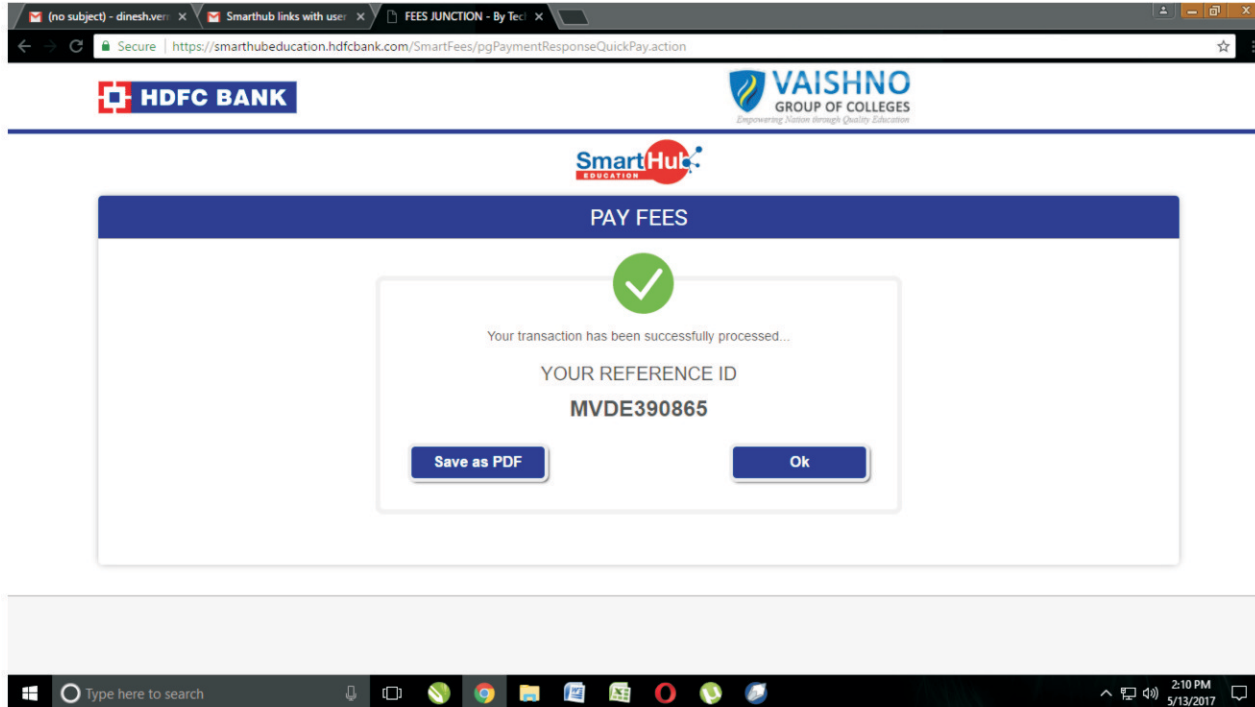 (no subject) - dinesh.ver
Smarthub links with user
FEES JUNCTION - By Tec
Secure | https://smarthubeducation.hdfcbank.com/SmartFees/pgPaymentResponseQuickPay.action
HDFC BANK
VAISHNO
GROUP OF COLLEGES
Empowering Nation through Quality Education
SmartHub
EDUCATION
PAY FEES
Your transaction has been successfully processed...
YOUR REFERENCE ID
MVDE390865
Save as PDF
Ok
Type here to search
2:10 PM
5/13/2017